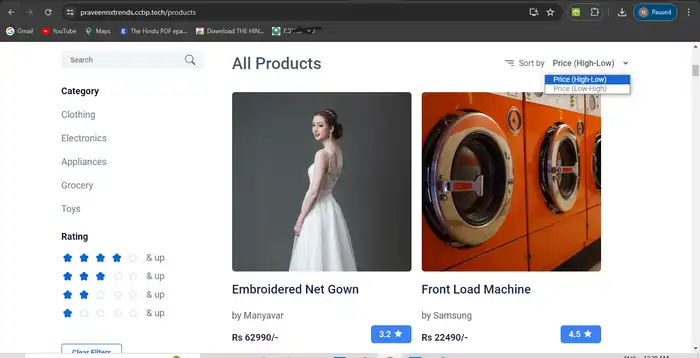 praveennxtrends.ccbp.tech/products
N Paused
Gmail
YouTube
Maps
The Hindu PDF epap...
Download THE HIN...
Search
All Products
Sort by Price (High-Low)
Price (High-Low)
Price (Low-High)
Category
Clothing
Electronics
Appliances
Grocery
Toys
Rating
& up
& up
& up
& up
Clear Filters
Embroidered Net Gown
by Manyavar
Rs 62990/-
3.2
Front Load Machine
by Samsung
Rs 22490/-
4.5